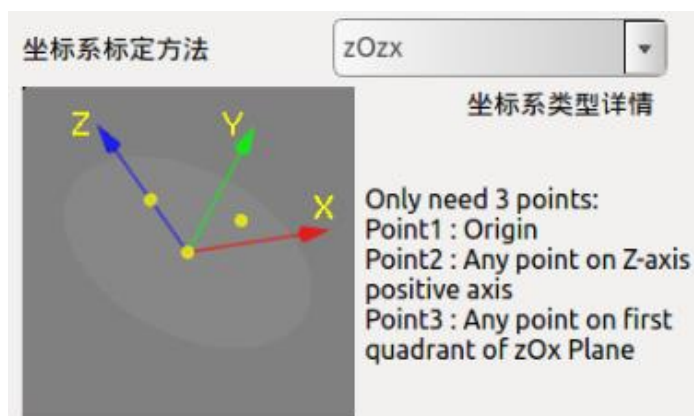 坐标系标定方法
zOzx
坐标系类型详情
Z
Y
X
Only need 3 points:
Point1 : Origin
Point2 : Any point on Z-axis
positive axis
Point3 : Any point on first
quadrant of zOx Plane